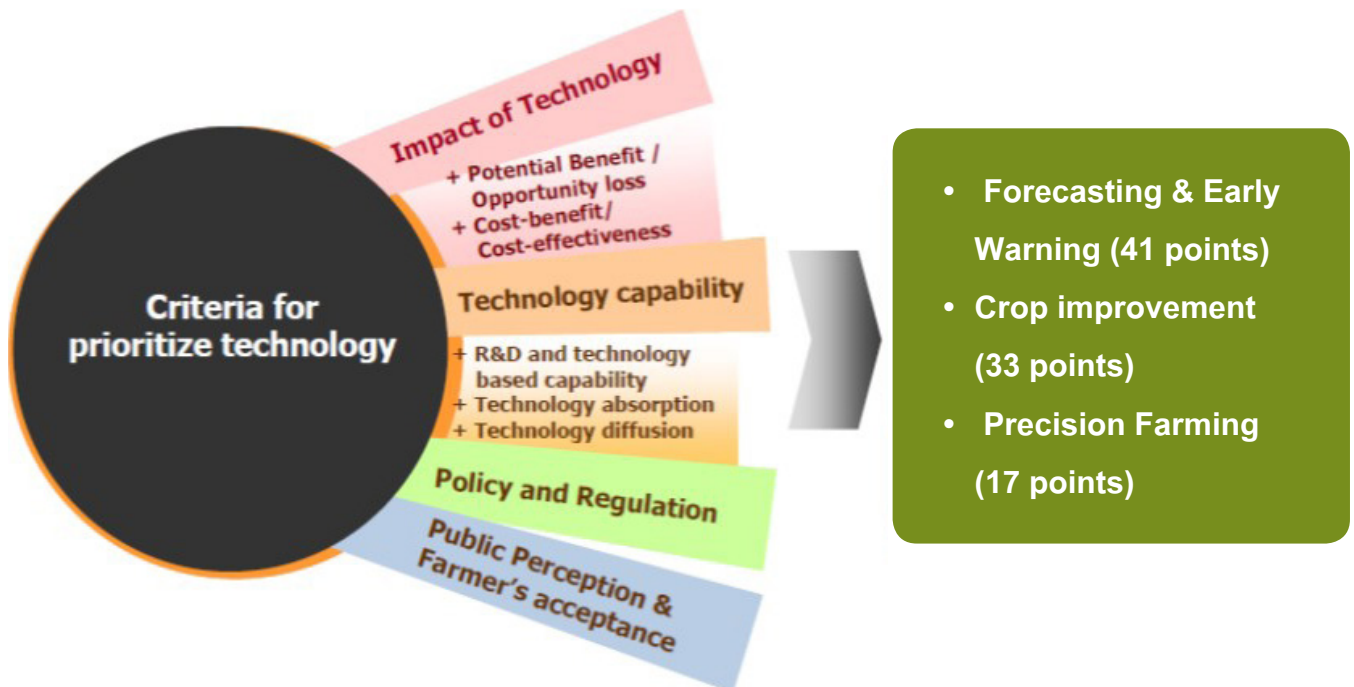 Criteria for
prioritize technology
Impact of Technology
+ Potential Benefit /
Opportunity loss
+ Cost-benefit/
Cost-effectiveness
Technology capability
+ R&D and technology
based capability
+ Technology absorption
+ Technology diffusion
Policy and Regulation
Public Perception &
Farmer's acceptance
• Forecasting & Early
Warning (41 points)
• Crop improvement
(33 points)
• Precision Farming
(17 points)